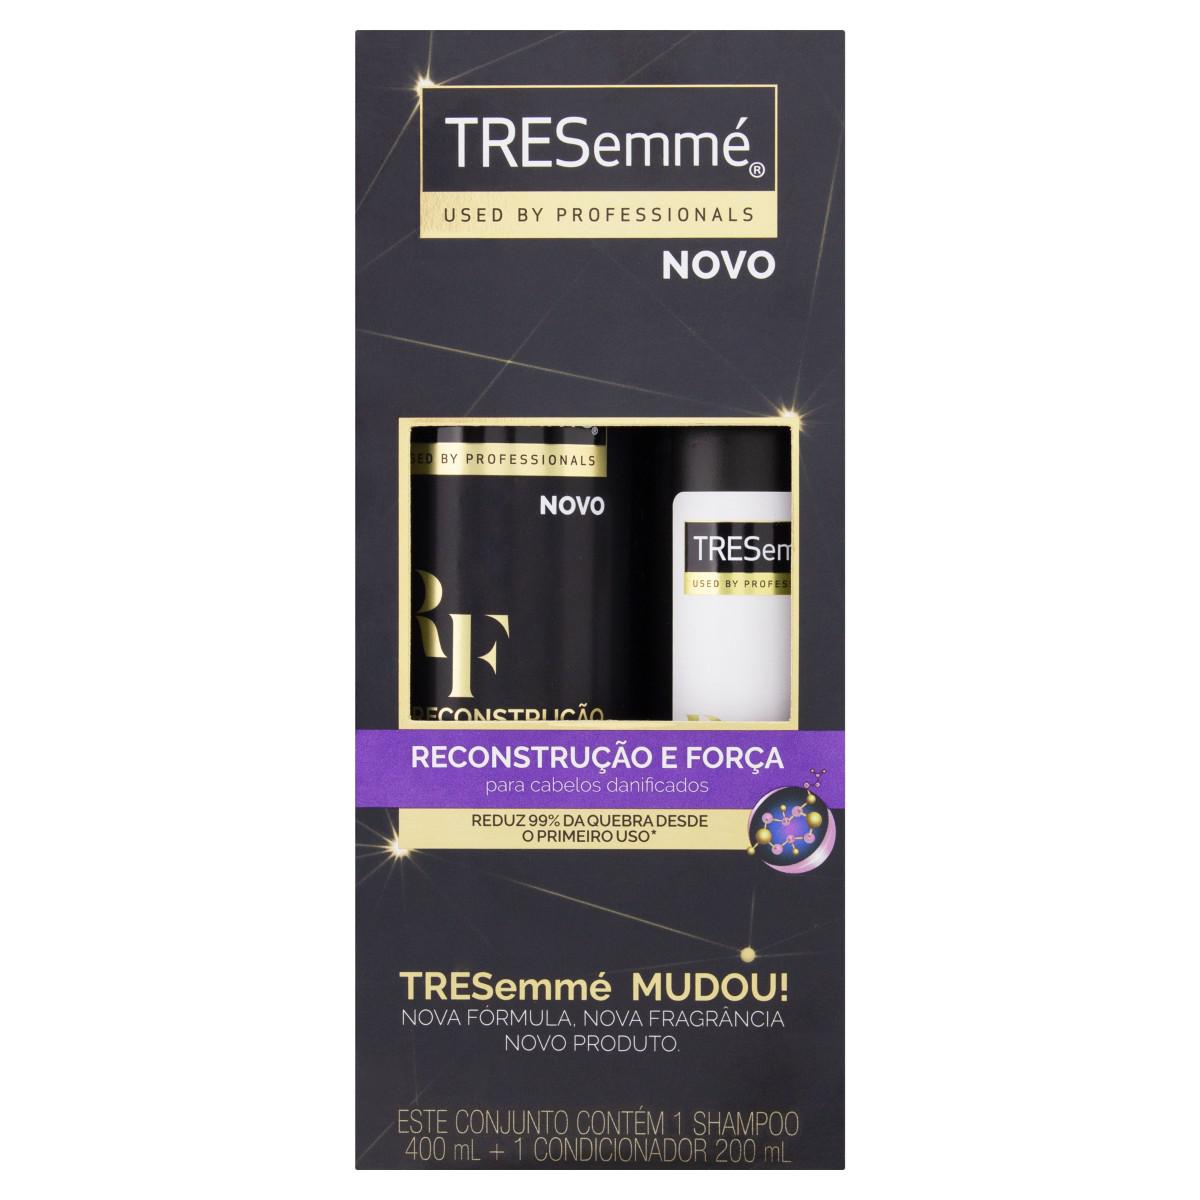 TRESemmé®
USED BY PROFESSIONALS
NOVO
SED BY PROFESSIONALS
NOVO
RF
RECONSTRUÇÃO
TRESem
USED BY PROFES
RECONSTRUÇÃO E FORÇA
para cabelos danificados
REDUZ 99% DA QUEBRA DESDE
O PRIMEIRO USO*
TRESemmé MUDOU!
NOVA FÓRMULA, NOVA FRAGRÂNCIA
NOVO PRODUTO.
ESTE CONJUNTO CONTÉM 1 SHAMPOO
400 mL + 1 CONDICIONADOR 200 mL